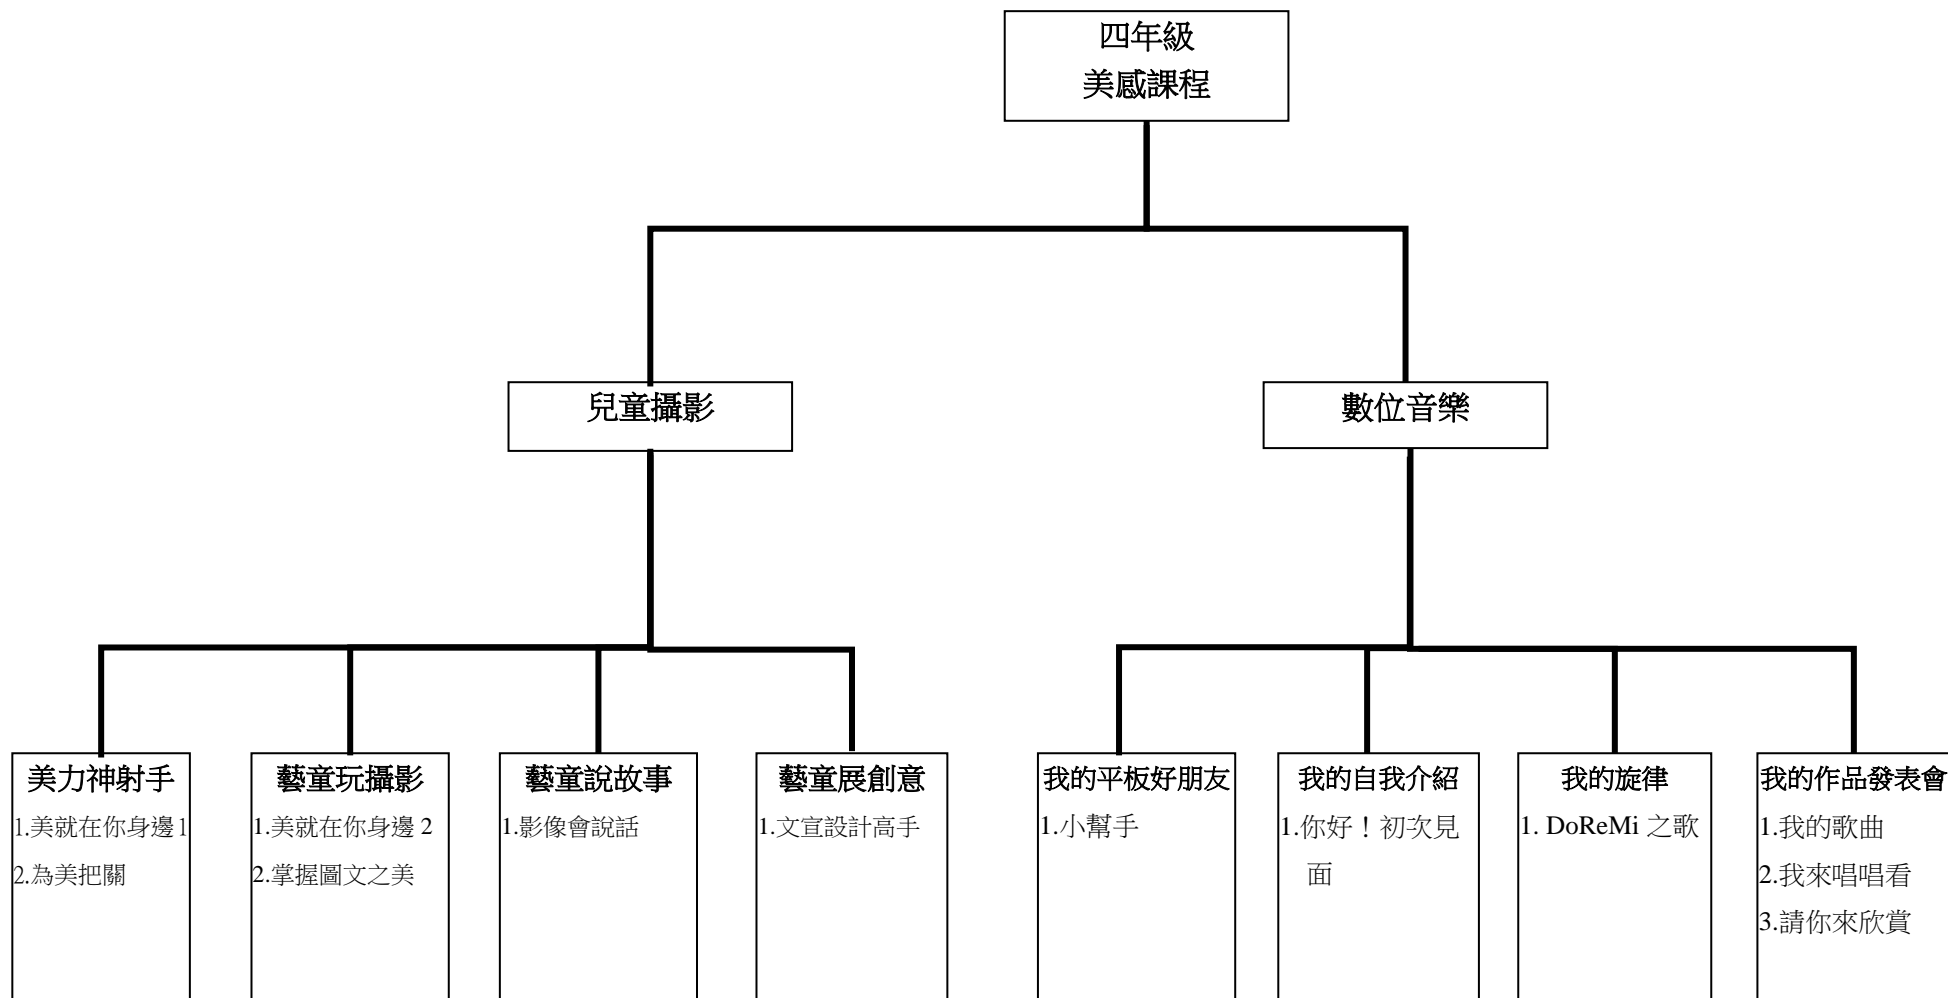 四年級
美感課程
兒童攝影
數位音樂
美力神射手
1.美就在你身邊1
2.為美把關
藝童玩攝影
1.美就在你身邊 2
2.掌握圖文之美
藝童說故事
1.影像會說話
藝童展創意
1.文宣設計高手
我的平板好朋友
1.小幫手
我的自我介紹
1.你好！初次見
面
我的旋律
1. DoReMi 之歌
我的作品發表會
1.我的歌曲
2.我來唱唱看
3.請你來欣賞